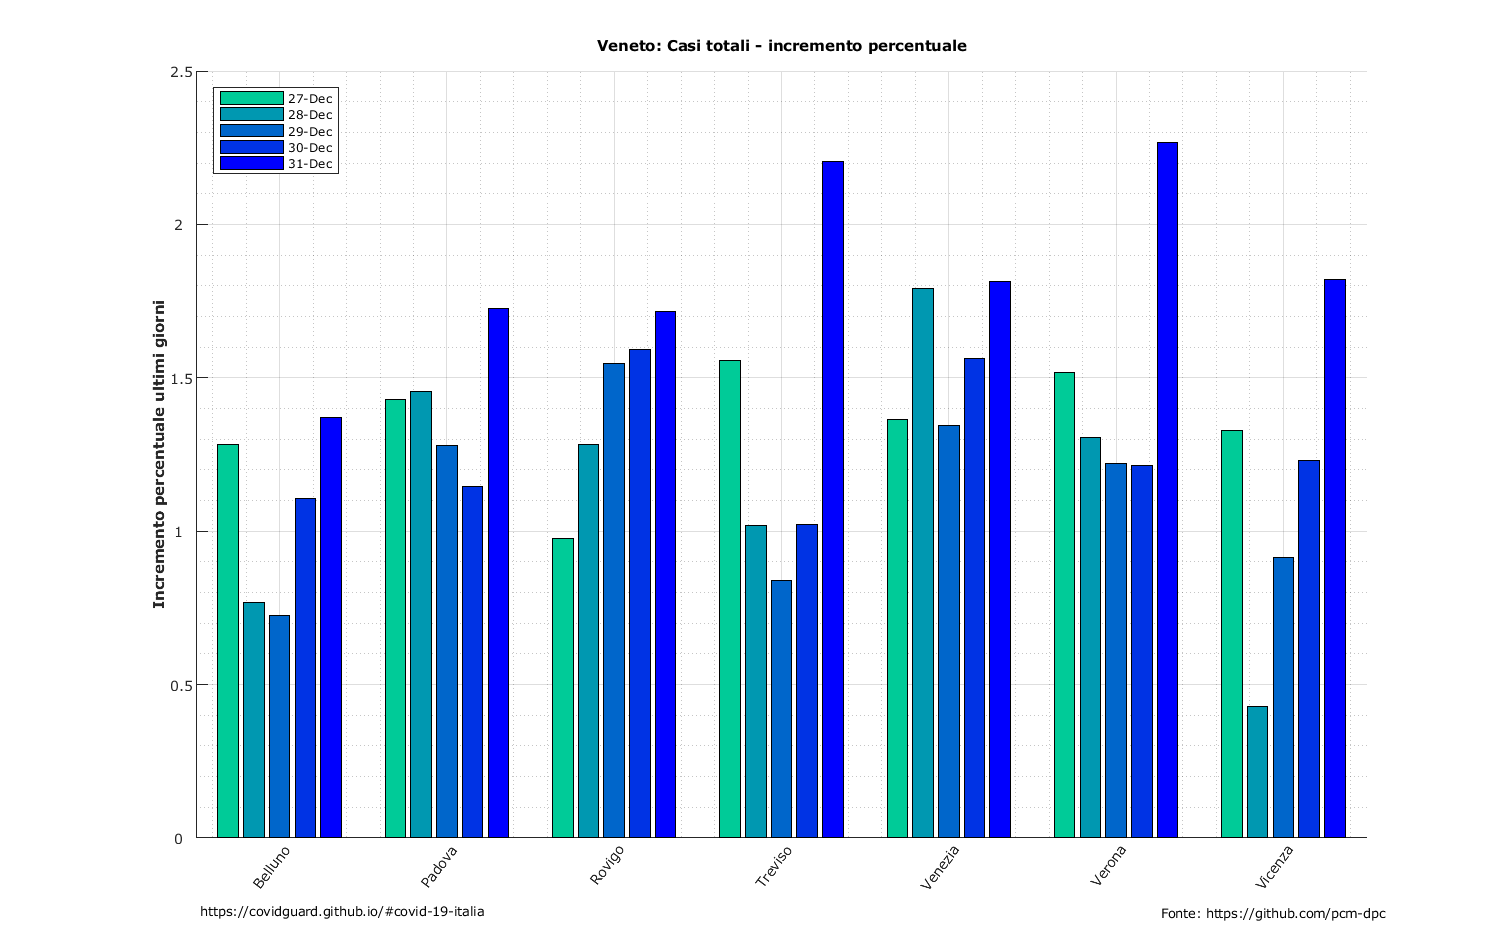 Veneto: Casi totali - incremento percentuale
2.5
2
1.5
1
0.5
0
Incremento percentuale ultimi giorni
27-Dec
28-Dec
29-Dec
30-Dec
31-Dec
Belluno
Padova
Rovigo
Treviso
Venezia
Verona
Vicenza
https://covidguard.github.io/#covid-19-italia
Fonte: https://github.com/pcm-dpc